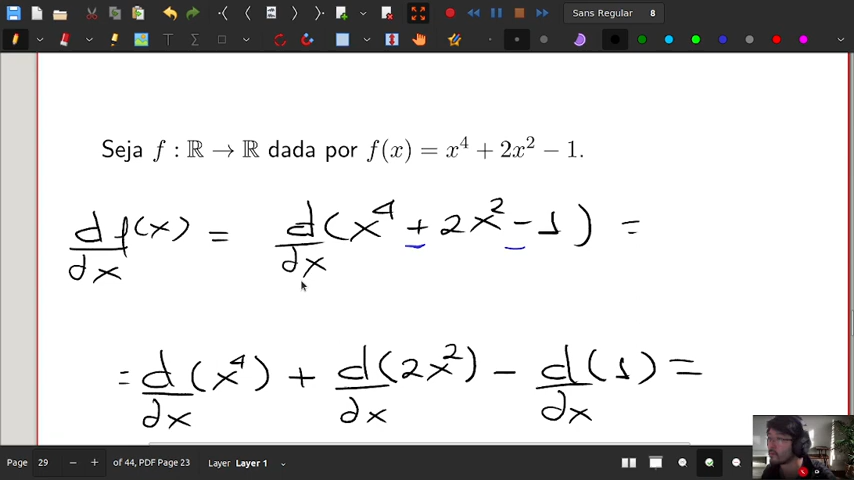 Sans Regular 8
Seja f : ℝ → ℝ dada por f(x) = x⁴ + 2x² − 1.
d/dx f(x) = d/dx (x⁴ + 2x² − 1) =
= d/dx (x⁴) + d/dx (2x²) − d/dx (1) =
Page 29 − + of 44, PDF Page 23 Layer Layer 1